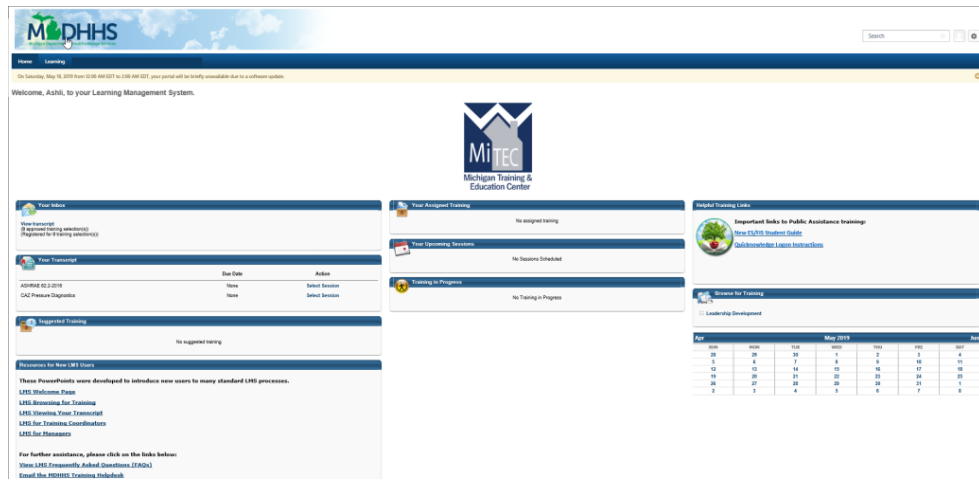 MDHHS
Search
Home Learning
On Saturday, May 18, 2019 from 12:00 AM EDT to 2:00 AM EDT, your portal will be briefly unavailable due to a software update.
Welcome, Ashli, to your Learning Management System.
MiTEC
Michigan Training &
Education Center
Your Inbox
View transcript
(8 approved training selection(s))
(Registered for 8 training selection(s))
Your Transcript
Due Date Action
ASHRAE 62.2-2016 None Select Session
CAZ Pressure Diagnostics None Select Session
Suggested Training
No suggested training
Resources for New LMS Users
These PowerPoints were developed to introduce new users to many standard LMS processes.
LMS Welcome Page
LMS Browsing for Training
LMS Viewing Your Transcript
LMS for Training Coordinators
LMS for Managers
For further assistance, please click on the links below:
View LMS Frequently Asked Questions (FAQs)
Email the MDHHS Training Helpdesk
Your Assigned Training
No assigned training
Your Upcoming Sessions
No Sessions Scheduled
Training in Progress
No Training in Progress
Helpful Training Links
Important links to Public Assistance training:
New ES/FIS Student Guide
Quicknowledge Logon Instructions
Browse for Training
Leadership Development
Apr May 2019 Jun
SUN MON TUE WED THU FRI SAT
28 29 30 1 2 3 4
5 6 7 8 9 10 11
12 13 14 15 16 17 18
19 20 21 22 23 24 25
26 27 28 29 30 31 1
2 3 4 5 6 7 8